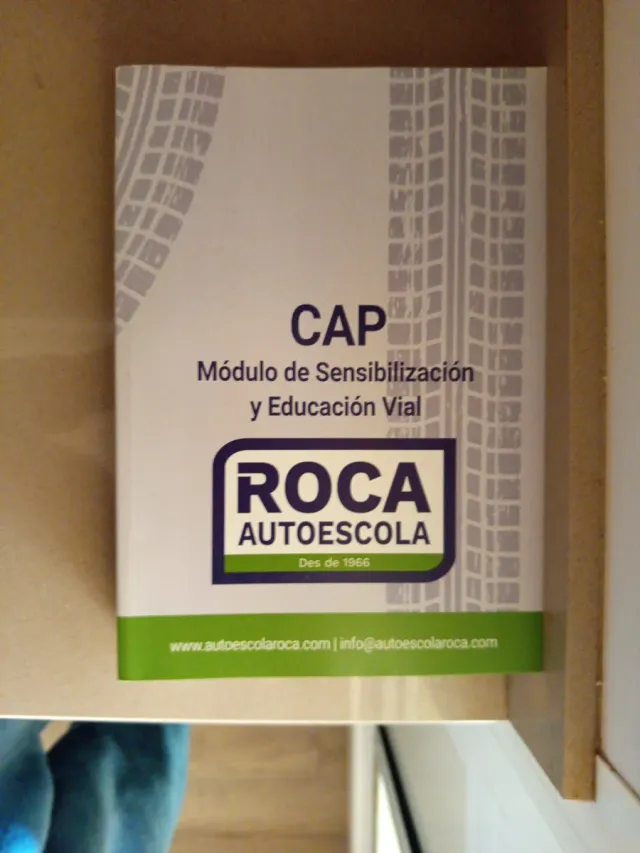 CAP
Módulo de Sensibilización
y Educación Vial
ROCA
AUTOESCOLA
Des de 1966
www.autoescolaroca.com | info@autoescolaroca.com